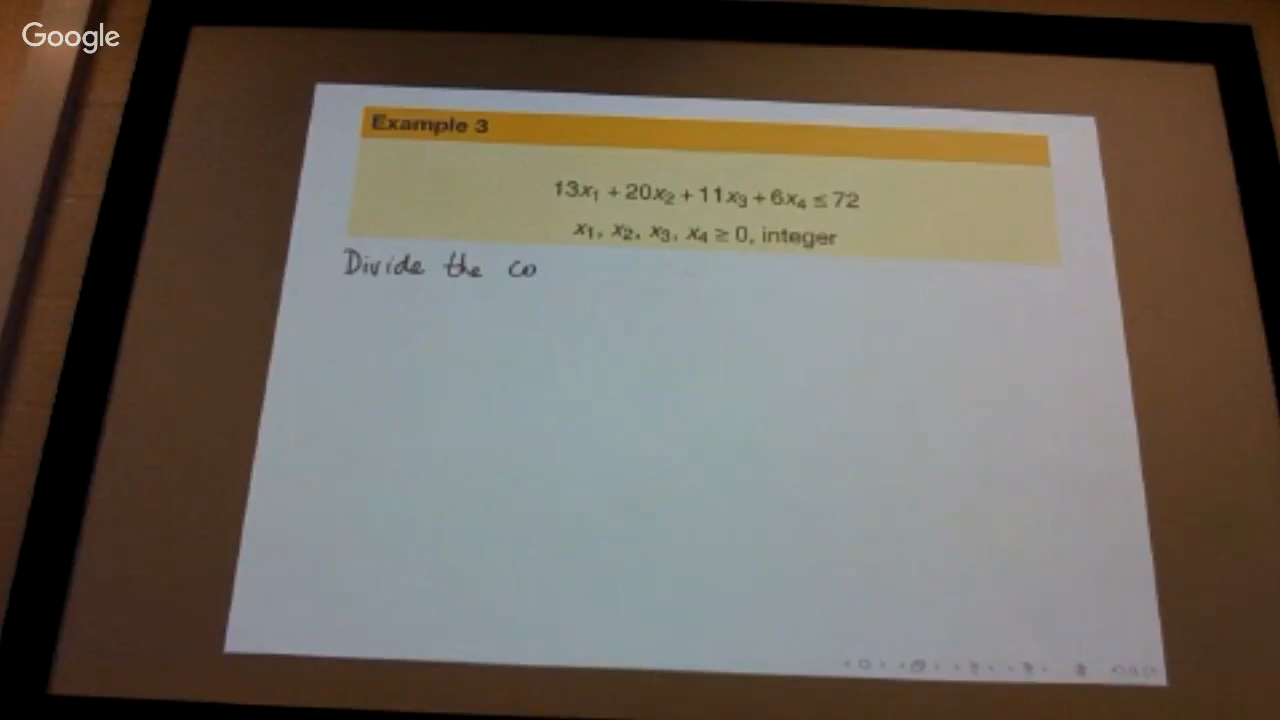 Google
Example 3
13x₁ + 20x₂ + 11x₃ + 6x₄ ≤ 72
x₁, x₂, x₃, x₄ ≥ 0, integer
Divide the co